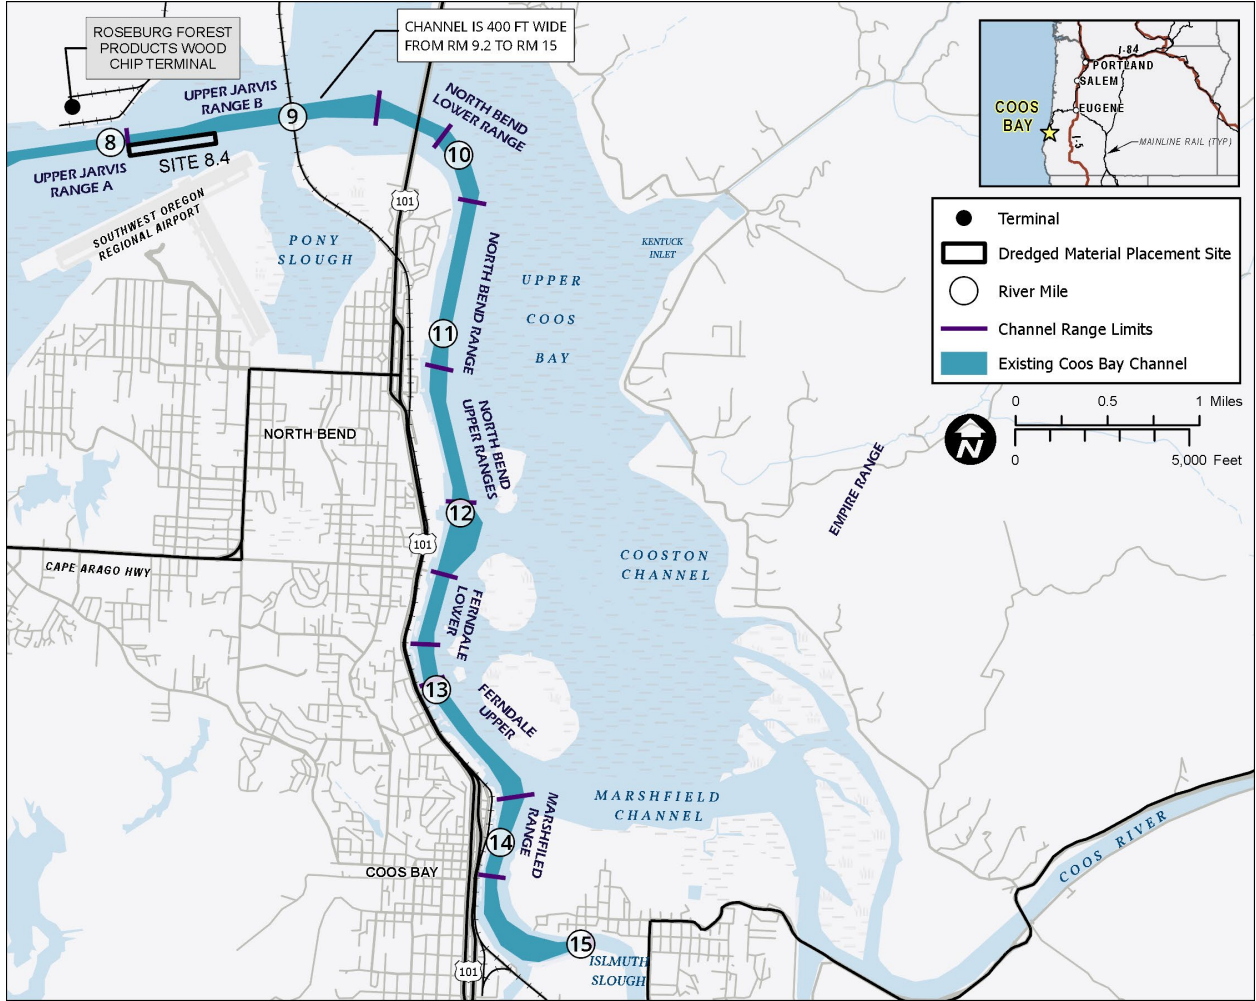 ROSEBURG FOREST
PRODUCTS WOOD
CHIP TERMINAL
CHANNEL IS 400 FT WIDE
FROM RM 9.2 TO RM 15
UPPER JARVIS
RANGE B
9
NORTH BEND
LOWER RANGE
8
10
SITE 8.4
UPPER JARVIS
RANGE A
101
SOUTHWEST OREGON
REGIONAL AIRPORT
PONY
SLOUGH
KENTUCK
INLET
UPPER
COOS
BAY
NORTH BEND RANGE
11
NORTH BEND
UPPER RANGES
NORTH BEND
12
101
EMPIRE RANGE
COOSTON
CHANNEL
CAPE ARAGO HWY
FERNDALE
LOWER
13
FERNDALE
UPPER
MARSHFIELD
CHANNEL
MARSHFILED
RANGE
14
COOS BAY
COOS RIVER
15
ISLMUTH
SLOUGH
101
I-84
PORTLAND
SALEM
EUGENE
COOS
BAY
I-5
MAINLINE RAIL (TYP)
Terminal
Dredged Material Placement Site
River Mile
Channel Range Limits
Existing Coos Bay Channel
0 0.5 1 Miles
N
0 5,000 Feet